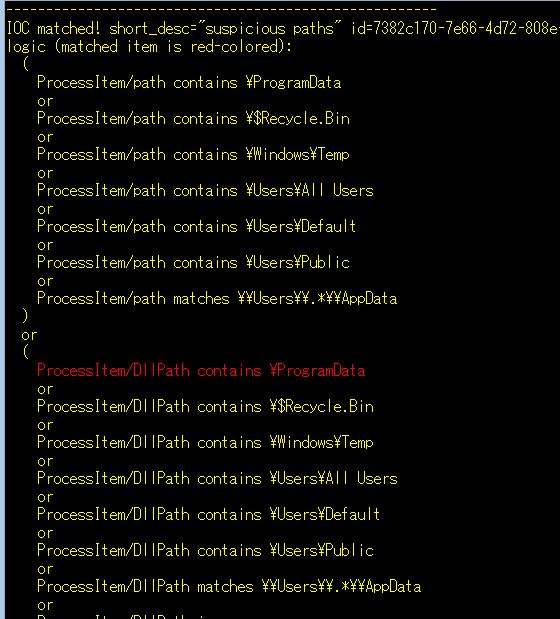 ------------------------------------------------------
IOC matched! short_desc="suspicious paths" id=7382c170-7e66-4d72-808e-
logic (matched item is red-colored):
(
ProcessItem/path contains ¥ProgramData
or
ProcessItem/path contains ¥$Recycle.Bin
or
ProcessItem/path contains ¥Windows¥Temp
or
ProcessItem/path contains ¥Users¥All Users
or
ProcessItem/path contains ¥Users¥Default
or
ProcessItem/path contains ¥Users¥Public
or
ProcessItem/path matches ¥¥Users¥¥.*¥¥AppData
)
or
(
ProcessItem/DllPath contains ¥ProgramData
or
ProcessItem/DllPath contains ¥$Recycle.Bin
or
ProcessItem/DllPath contains ¥Windows¥Temp
or
ProcessItem/DllPath contains ¥Users¥All Users
or
ProcessItem/DllPath contains ¥Users¥Default
or
ProcessItem/DllPath contains ¥Users¥Public
or
ProcessItem/DllPath matches ¥¥Users¥¥.*¥¥AppData
or